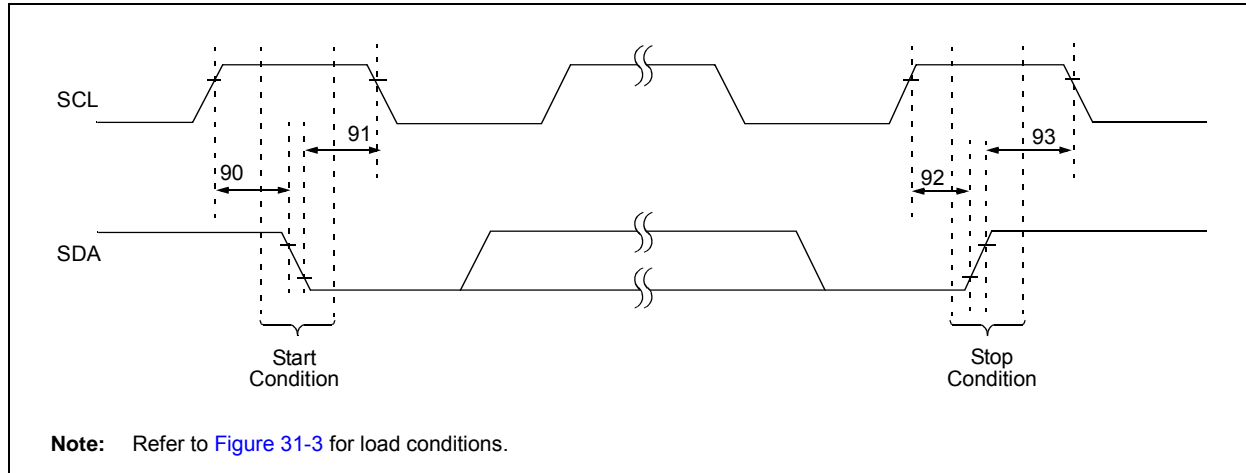 SCL
91
93
90
92
SDA
Start
Condition
Stop
Condition
Note: Refer to Figure 31-3 for load conditions.